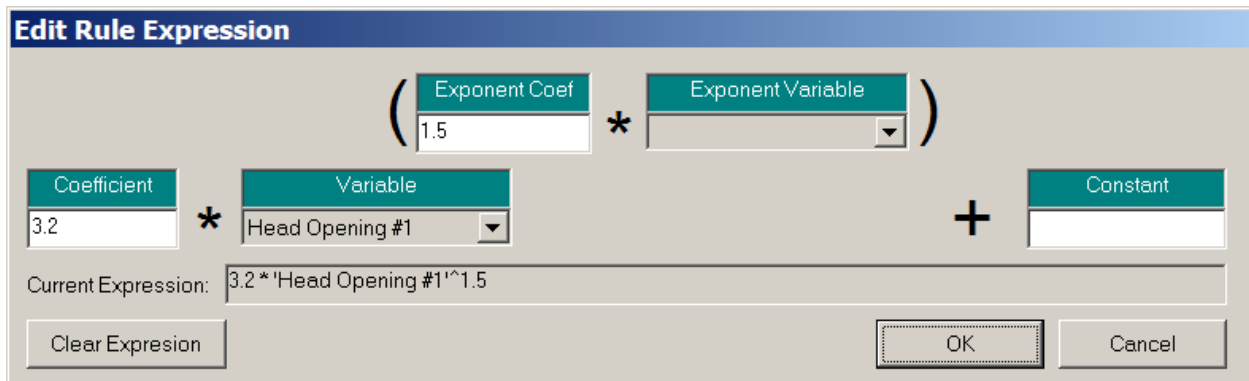 Edit Rule Expression
( Exponent Coef * Exponent Variable )
1.5
Coefficient * Variable + Constant
3.2 Head Opening #1
Current Expression: 3.2 * 'Head Opening #1'^1.5
Clear Expresion OK Cancel